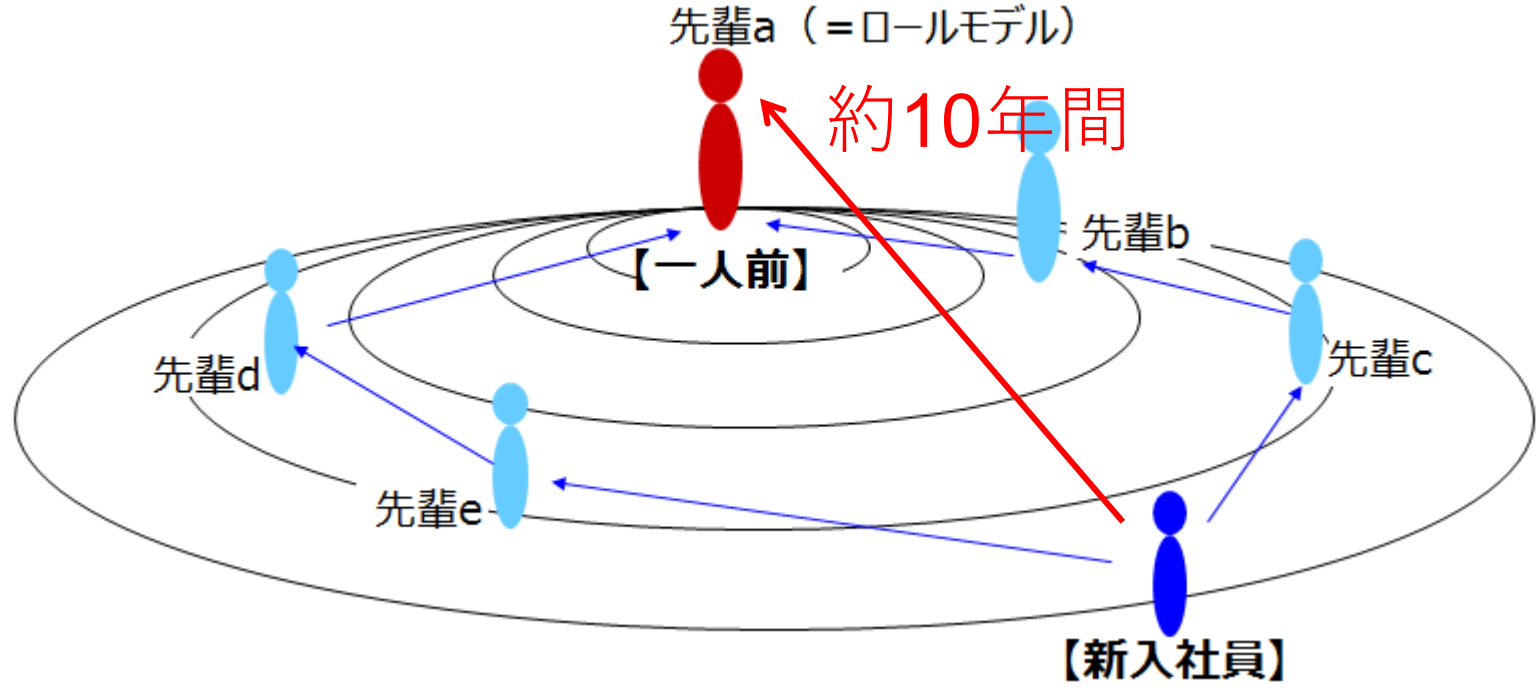 先輩a（=ロールモデル）
約10年間
先輩b
【一人前】
先輩c
先輩d
先輩e
【新入社員】